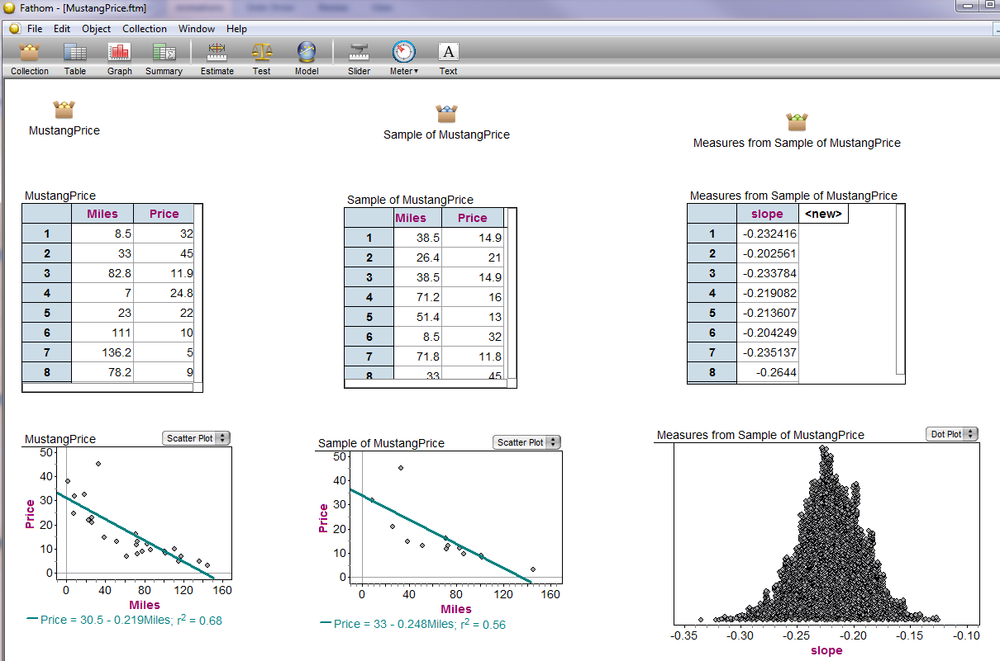 Fathom - [MustangPrice.ftm]
File Edit Object Collection Window Help
Collection Table Graph Summary Estimate Test Model Slider Meter▾ Text
A
MustangPrice
Sample of MustangPrice
Measures from Sample of MustangPrice
MustangPrice
Miles Price
1 8.5 32
2 33 45
3 82.8 11.9
4 7 24.8
5 23 22
6 111 10
7 136.2 5
8 78.2 9
Sample of MustangPrice
Miles Price
1 38.5 14.9
2 26.4 21
3 38.5 14.9
4 71.2 16
5 51.4 13
6 8.5 32
7 71.8 11.8
8 33 45
Measures from Sample of MustangPrice
slope <new>
1 -0.232416
2 -0.202561
3 -0.233784
4 -0.219082
5 -0.213607
6 -0.204249
7 -0.235137
8 -0.2644
MustangPrice Scatter Plot
50
40
30
20
10
0
Price
0 40 80 120 160
Miles
Price = 30.5 - 0.219Miles; r² = 0.68
Sample of MustangPrice Scatter Plot
50
40
30
20
10
0
Price
0 40 80 120 160
Miles
Price = 33 - 0.248Miles; r² = 0.56
Measures from Sample of MustangPrice Dot Plot
-0.35 -0.30 -0.25 -0.20 -0.15 -0.10
slope